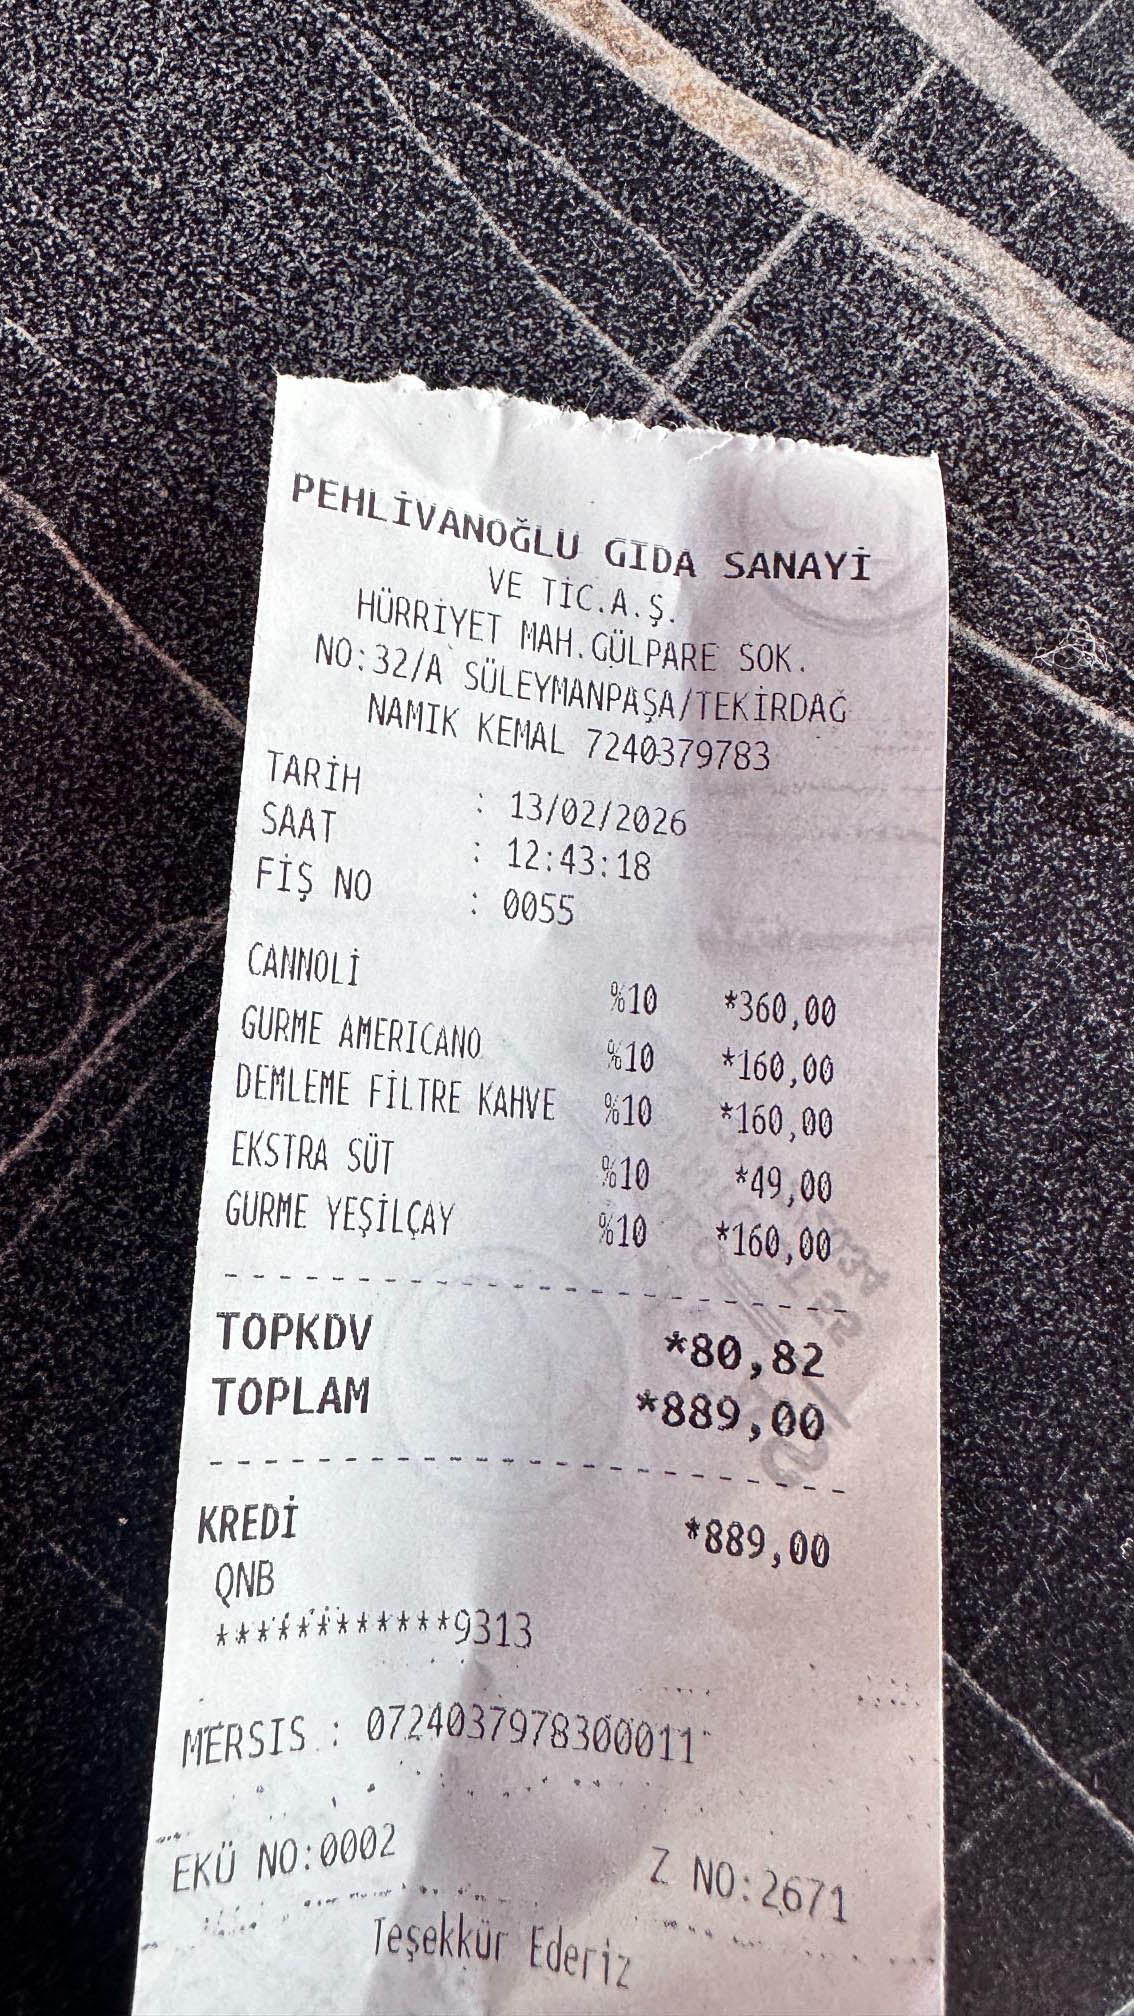 PEHLİVANOĞLU GIDA SANAYİ
VE TİC.A.Ş.
HÜRRİYET MAH.GÜLPARE SOK.
NO:32/A SÜLEYMANPAŞA/TEKİRDAĞ
NAMIK KEMAL 7240379783
TARİH : 13/02/2026
SAAT : 12:43:18
FİŞ NO : 0055
CANNOLİ %10 *360,00
GURME AMERICANO %10 *160,00
DEMLEME FİLTRE KAHVE %10 *160,00
EKSTRA SÜT %10 *49,00
GURME YEŞİLÇAY %10 *160,00
TOPKDV *80,82
TOPLAM *889,00
KREDİ *889,00
QNB
************9313
MERSIS : 0724037978300011
EKÜ NO:0002 Z NO:2671
Teşekkür Ederiz